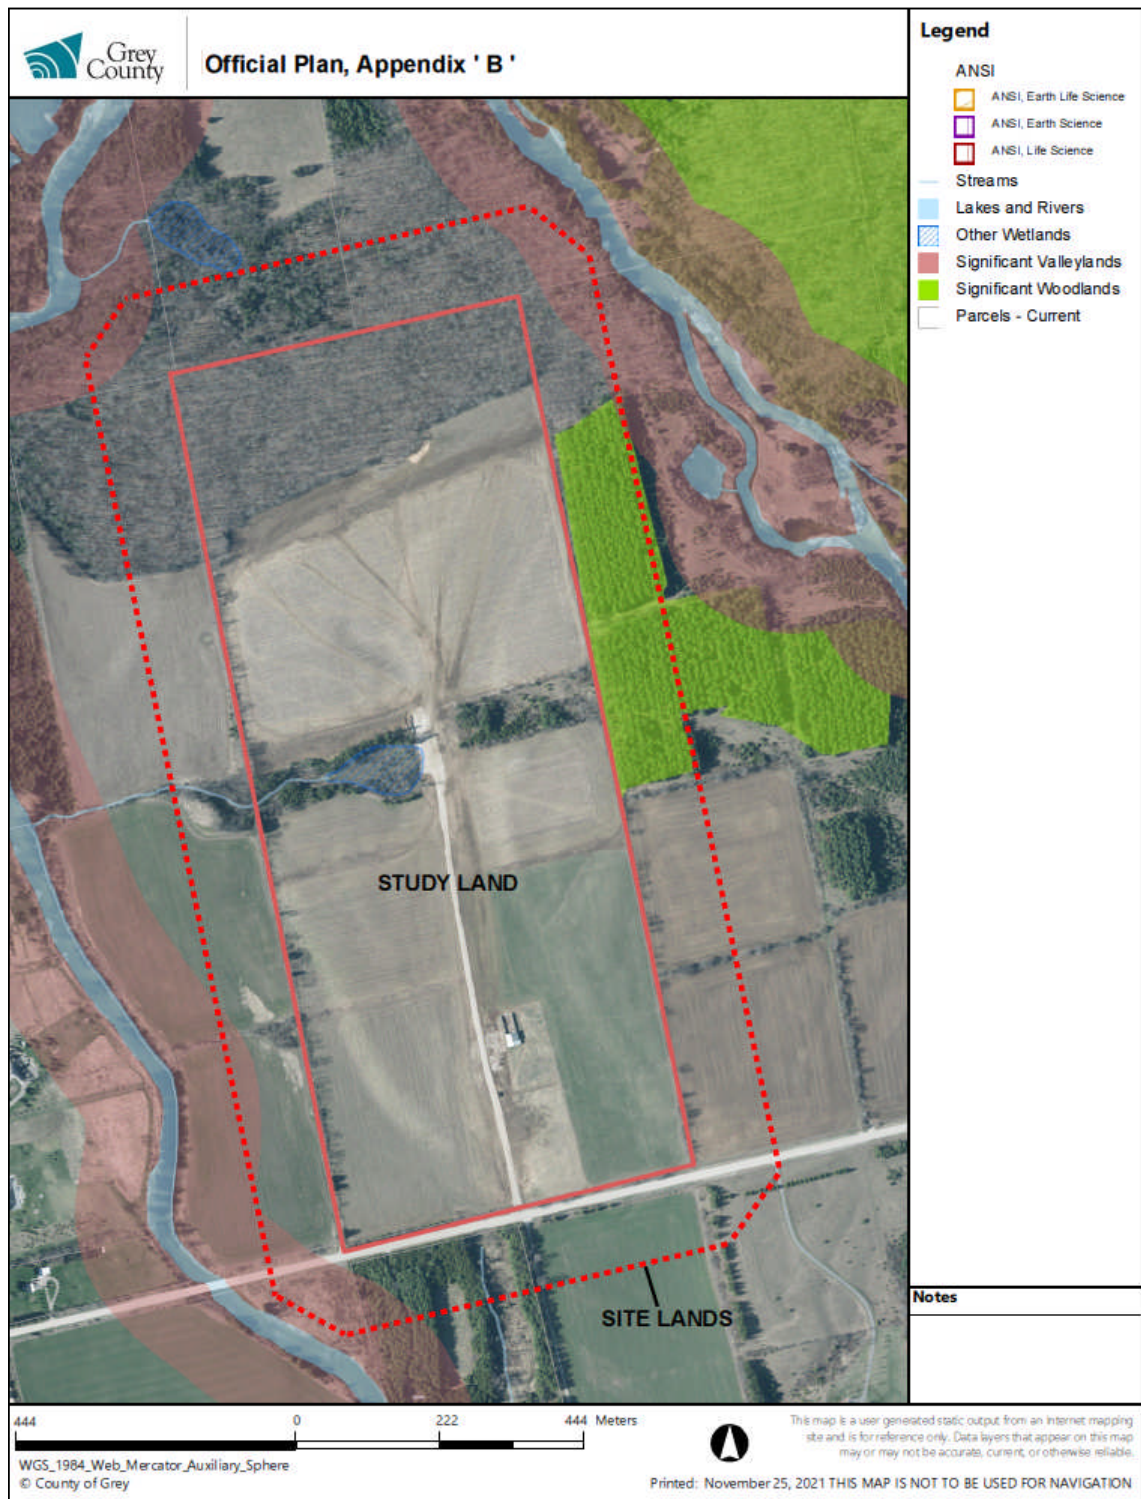 Grey
County
Official Plan, Appendix ' B '
Legend
ANSI
ANSI, Earth Life Science
ANSI, Earth Science
ANSI, Life Science
Streams
Lakes and Rivers
Other Wetlands
Significant Valleylands
Significant Woodlands
Parcels - Current
STUDY LAND
SITE LANDS
Notes
444 0 222 444 Meters
WGS_1984_Web_Mercator_Auxiliary_Sphere
© County of Grey
This map is a user generated static output from an Internet mapping
site and is for reference only. Data layers that appear on this map
may or may not be accurate, current, or otherwise reliable.
Printed: November 25, 2021 THIS MAP IS NOT TO BE USED FOR NAVIGATION